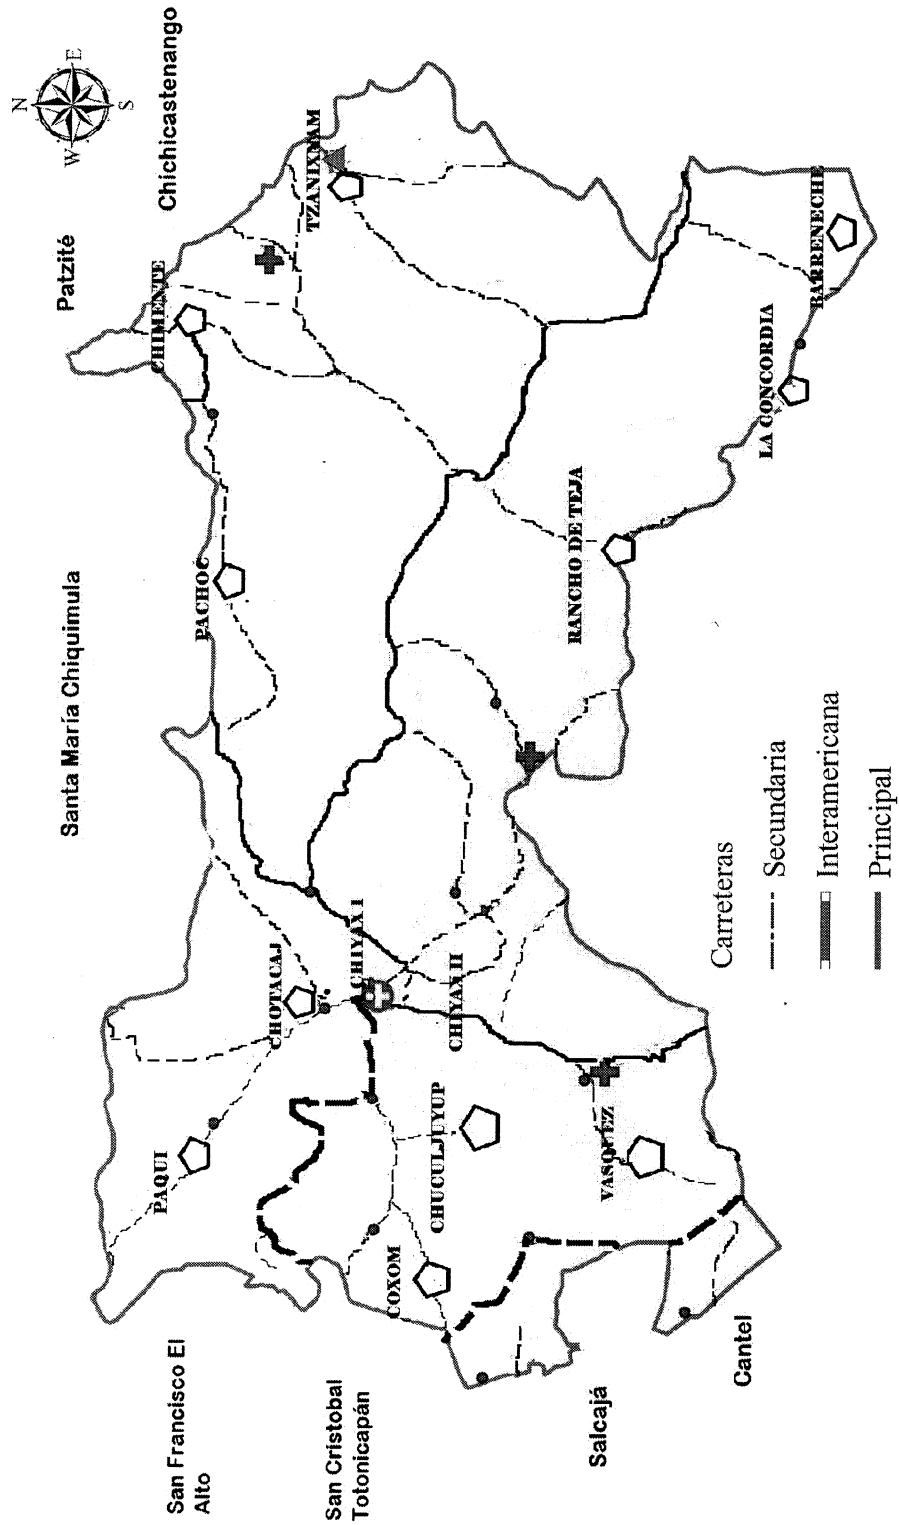 N
E
S
W
Patzité
Chichicastenango
Santa María Chiquimula
San Francisco El
Alto
San Cristobal
Totonicapán
Salcajá
Cantel
PAQUI
CHOTACAJ
PACHOC
CHIMENTE
TZANIXNAM
COXOM
CHUCULJUYUP
CHIYAX I
CHIYAX II
VASQUEZ
RANCHO DE TEJA
LA CONCORDIA
BARRENECHE
Carreteras
Secundaria
Interamericana
Principal